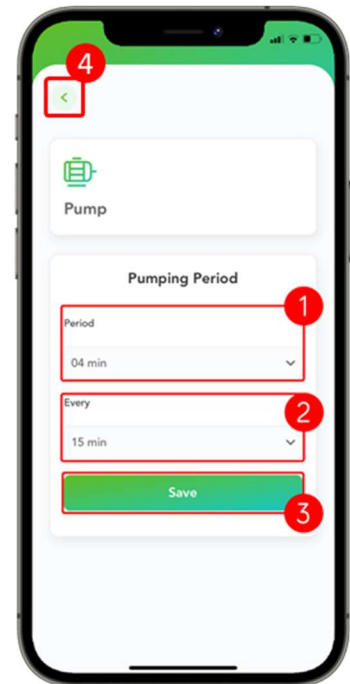 4
Pump
Pumping Period
1
Period
04 min
Every
2
15 min
Save
3